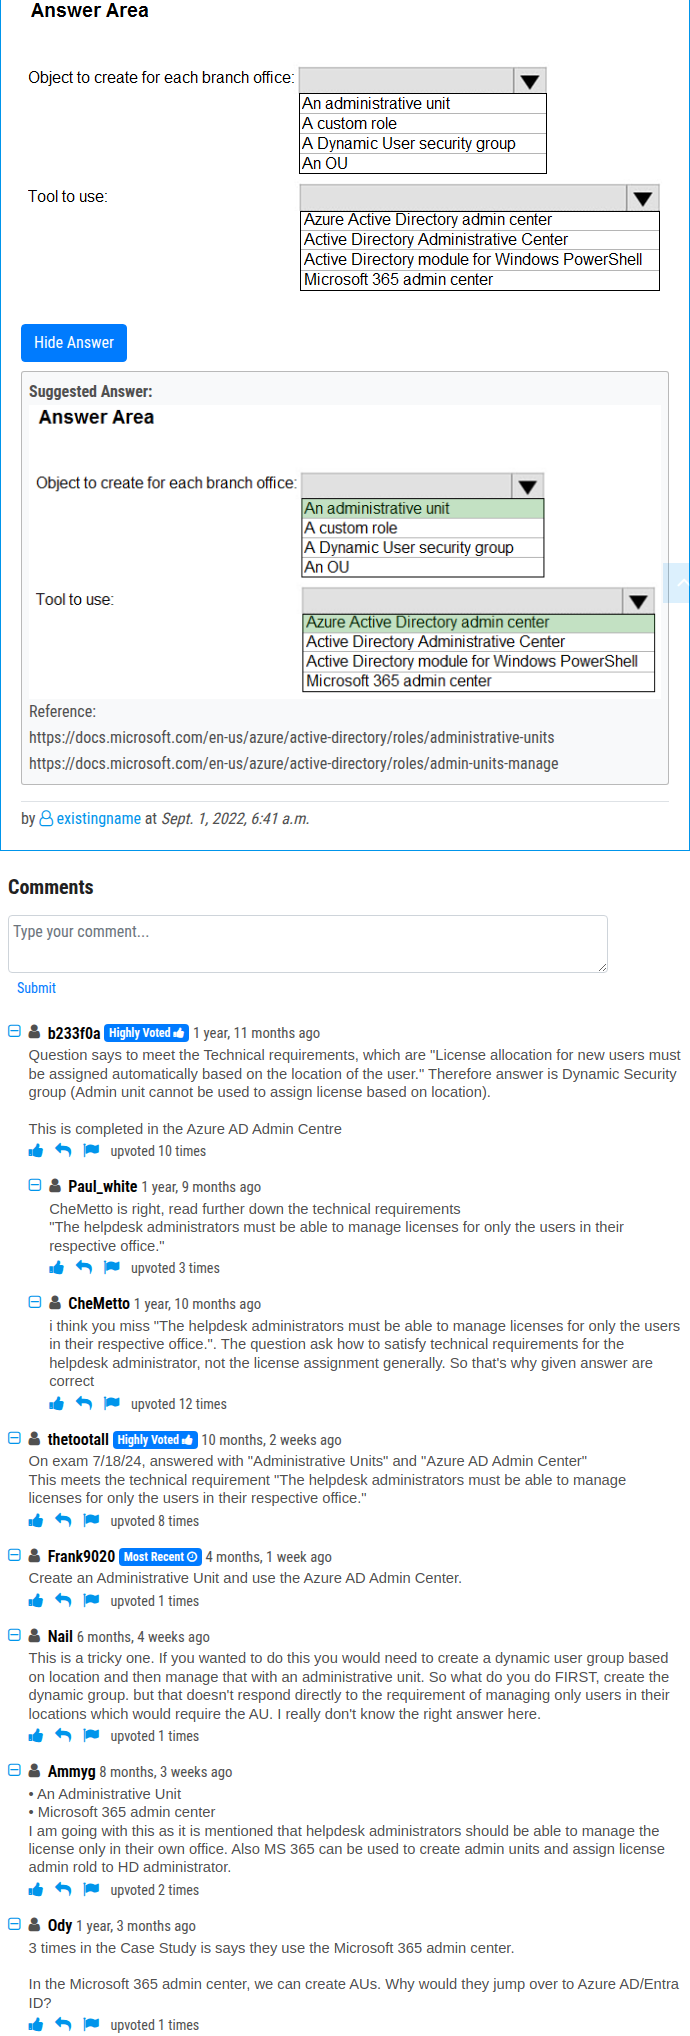 Answer Area
Object to create for each branch office:
An administrative unit
A custom role
A Dynamic User security group
An OU
Tool to use:
Azure Active Directory admin center
Active Directory Administrative Center
Active Directory module for Windows PowerShell
Microsoft 365 admin center
Hide Answer
Suggested Answer:
Answer Area
Object to create for each branch office:
An administrative unit
A custom role
A Dynamic User security group
An OU
Tool to use:
Azure Active Directory admin center
Active Directory Administrative Center
Active Directory module for Windows PowerShell
Microsoft 365 admin center
Reference:
https://docs.microsoft.com/en-us/azure/active-directory/roles/administrative-units
https://docs.microsoft.com/en-us/azure/active-directory/roles/admin-units-manage
by existingname at Sept. 1, 2022, 6:41 a.m.
Comments
Type your comment...
Submit
b233f0a Highly Voted 1 year, 11 months ago
Question says to meet the Technical requirements, which are "License allocation for new users must
be assigned automatically based on the location of the user." Therefore answer is Dynamic Security
group (Admin unit cannot be used to assign license based on location).
This is completed in the Azure AD Admin Centre
upvoted 10 times
Paul_white 1 year, 9 months ago
CheMetto is right, read further down the technical requirements
"The helpdesk administrators must be able to manage licenses for only the users in their
respective office."
upvoted 3 times
CheMetto 1 year, 10 months ago
i think you miss "The helpdesk administrators must be able to manage licenses for only the users
in their respective office.". The question ask how to satisfy technical requirements for the
helpdesk administrator, not the license assignment generally. So that's why given answer are
correct
upvoted 12 times
thetootall Highly Voted 10 months, 2 weeks ago
On exam 7/18/24, answered with "Administrative Units" and "Azure AD Admin Center"
This meets the technical requirement "The helpdesk administrators must be able to manage
licenses for only the users in their respective office."
upvoted 8 times
Frank9020 Most Recent 4 months, 1 week ago
Create an Administrative Unit and use the Azure AD Admin Center.
upvoted 1 times
Nail 6 months, 4 weeks ago
This is a tricky one. If you wanted to do this you would need to create a dynamic user group based
on location and then manage that with an administrative unit. So what do you do FIRST, create the
dynamic group. but that doesn't respond directly to the requirement of managing only users in their
locations which would require the AU. I really don't know the right answer here.
upvoted 1 times
Ammyg 8 months, 3 weeks ago
• An Administrative Unit
• Microsoft 365 admin center
I am going with this as it is mentioned that helpdesk administrators should be able to manage the
license only in their own office. Also MS 365 can be used to create admin units and assign license
admin rold to HD administrator.
upvoted 2 times
Ody 1 year, 3 months ago
3 times in the Case Study is says they use the Microsoft 365 admin center.
In the Microsoft 365 admin center, we can create AUs. Why would they jump over to Azure AD/Entra
ID?
upvoted 1 times